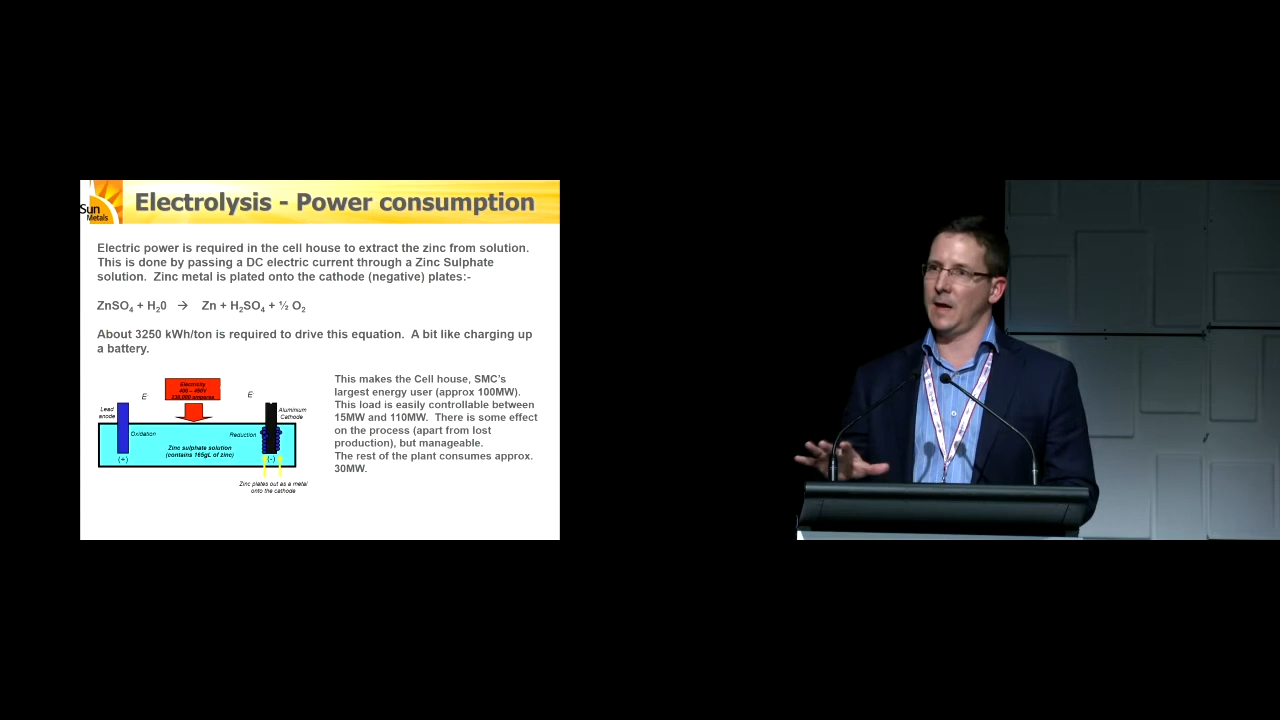 Sun
Metals
Electrolysis - Power consumption
Electric power is required in the cell house to extract the zinc from solution.
This is done by passing a DC electric current through a Zinc Sulphate
solution. Zinc metal is plated onto the cathode (negative) plates:-
ZnSO4 + H20 → Zn + H2SO4 + ½ O2
About 3250 kWh/ton is required to drive this equation. A bit like charging up
a battery.
Electricity
E-
E-
Lead
anode
Aluminium
Cathode
Oxidation
Reduction
Zinc sulphate solution
(contains 165g/L of zinc)
(+)
(-)
Zinc plates out as a metal
onto the cathode
This makes the Cell house, SMC's
largest energy user (approx 100MW).
This load is easily controllable between
15MW and 110MW. There is some effect
on the process (apart from lost
production), but manageable.
The rest of the plant consumes approx.
30MW.